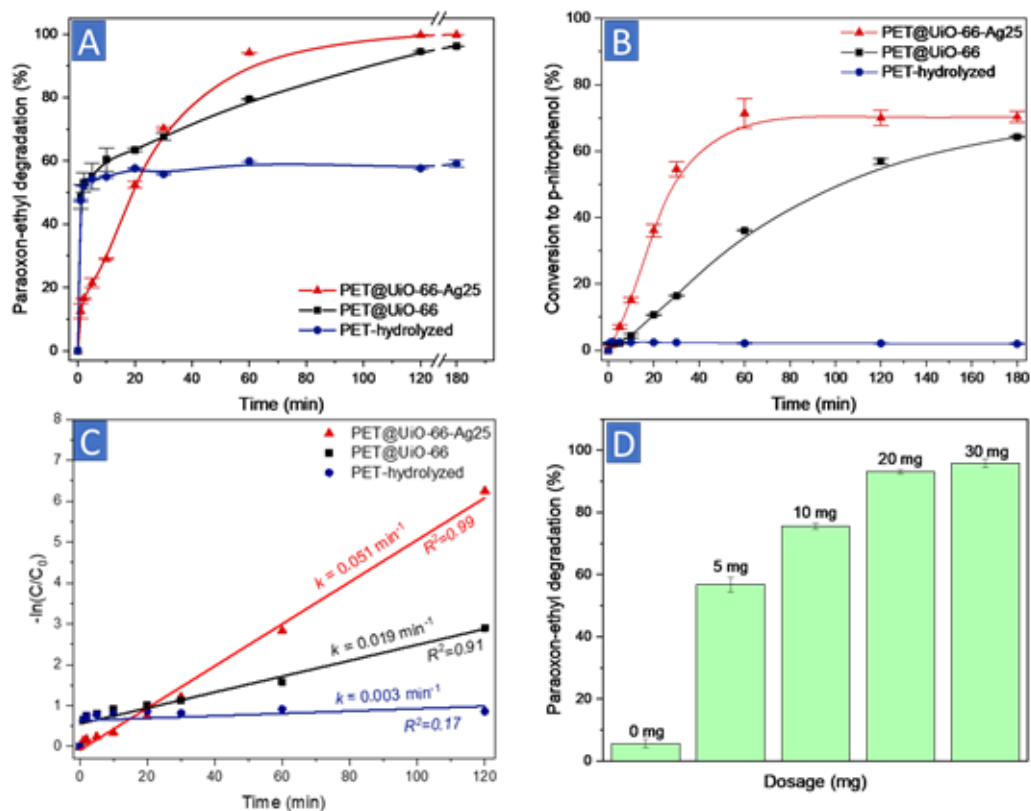 A
Paraoxon-ethyl degradation (%)
100
80
60
40
20
0
PET@UiO-66-Ag25
PET@UiO-66
PET-hydrolyzed
0 20 40 60 80 100 120 180
Time (min)
B
Conversion to p-nitrophenol (%)
100
80
60
40
20
0
PET@UiO-66-Ag25
PET@UiO-66
PET-hydrolyzed
0 20 40 60 80 100 120 140 160 180
Time (min)
C
-ln(C/C₀)
8
7
6
5
4
3
2
1
0
PET@UiO-66-Ag25
PET@UiO-66
PET-hydrolyzed
k = 0.051 min⁻¹
R²=0.99
k = 0.019 min⁻¹
R²=0.91
k = 0.003 min⁻¹
R²=0.17
0 20 40 60 80 100 120
Time (min)
D
Paraoxon-ethyl degradation (%)
100
80
60
40
20
0
0 mg
5 mg
10 mg
20 mg
30 mg
Dosage (mg)